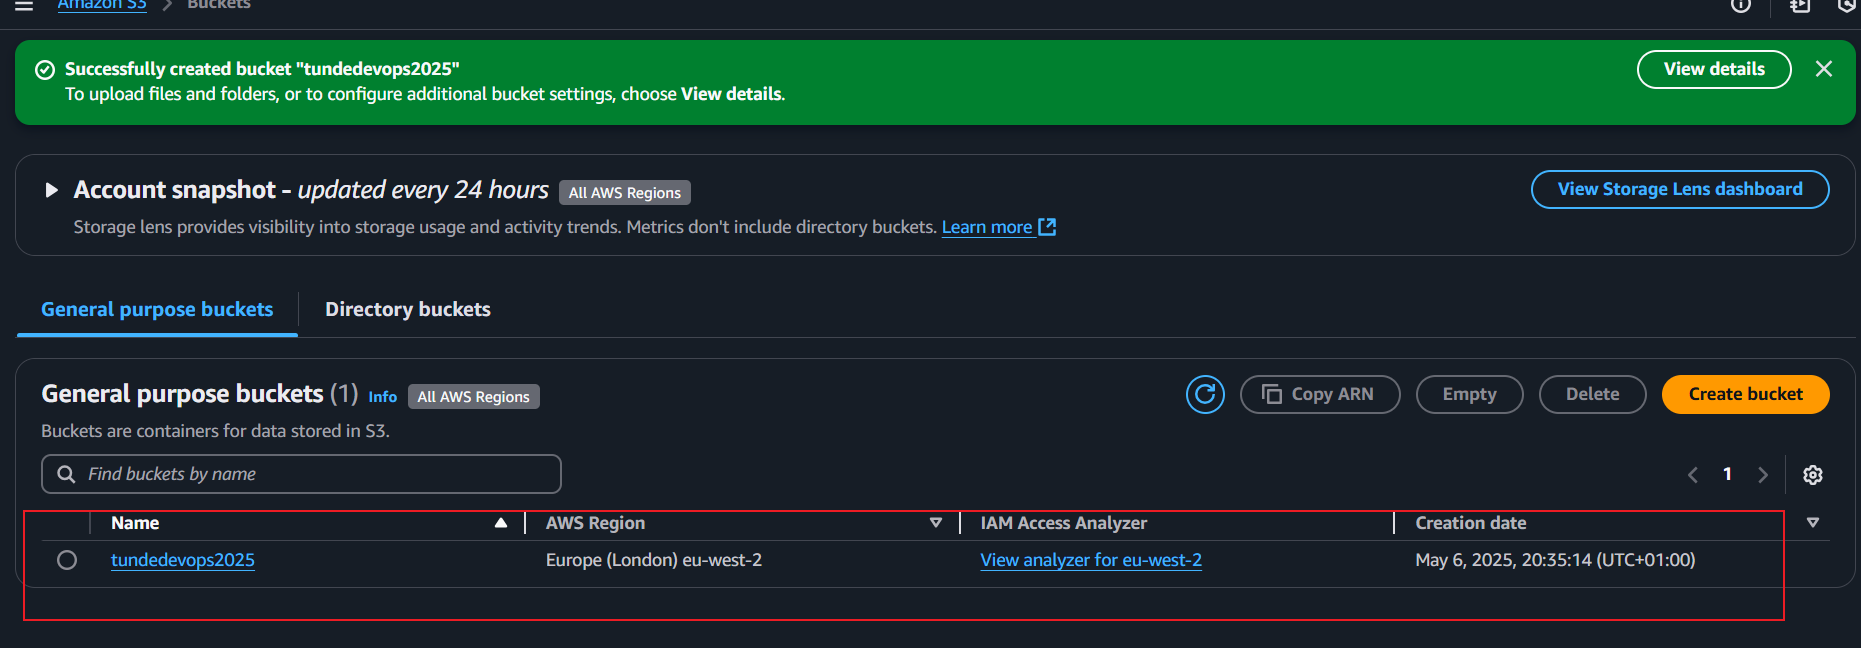 Amazon S3 > Buckets
Successfully created bucket "tundedevops2025"
To upload files and folders, or to configure additional bucket settings, choose View details.
View details
Account snapshot - updated every 24 hours All AWS Regions
View Storage Lens dashboard
Storage lens provides visibility into storage usage and activity trends. Metrics don't include directory buckets. Learn more
General purpose buckets Directory buckets
General purpose buckets (1) Info All AWS Regions
Copy ARN Empty Delete Create bucket
Buckets are containers for data stored in S3.
Find buckets by name
1
Name AWS Region IAM Access Analyzer Creation date
tundedevops2025 Europe (London) eu-west-2 View analyzer for eu-west-2 May 6, 2025, 20:35:14 (UTC+01:00)